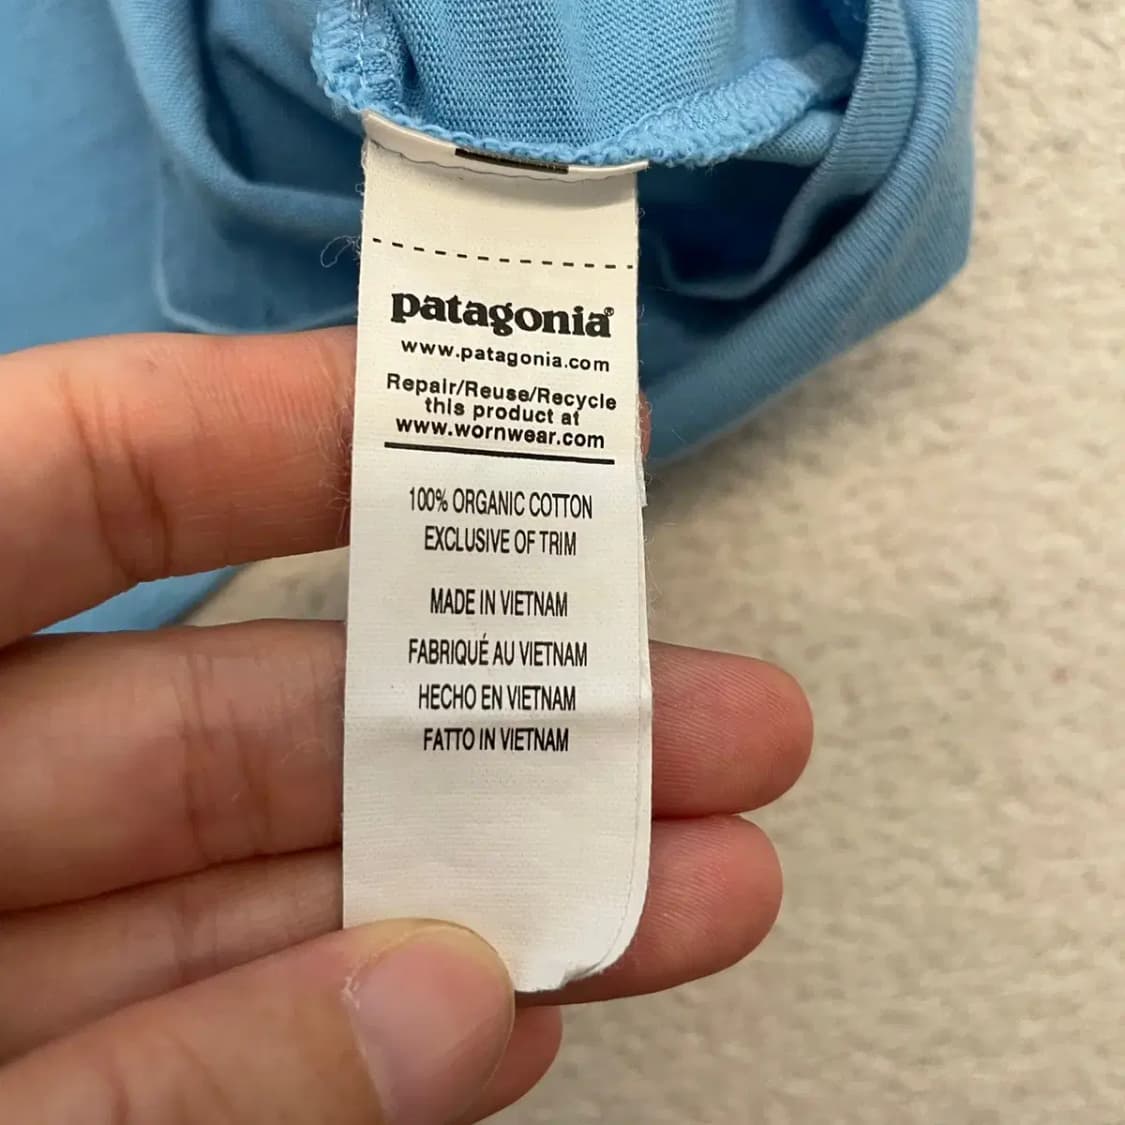 patagonia®
www.patagonia.com
Repair/Reuse/Recycle
this product at
www.wornwear.com
100% ORGANIC COTTON
EXCLUSIVE OF TRIM
MADE IN VIETNAM
FABRIQUÉ AU VIETNAM
HECHO EN VIETNAM
FATTO IN VIETNAM